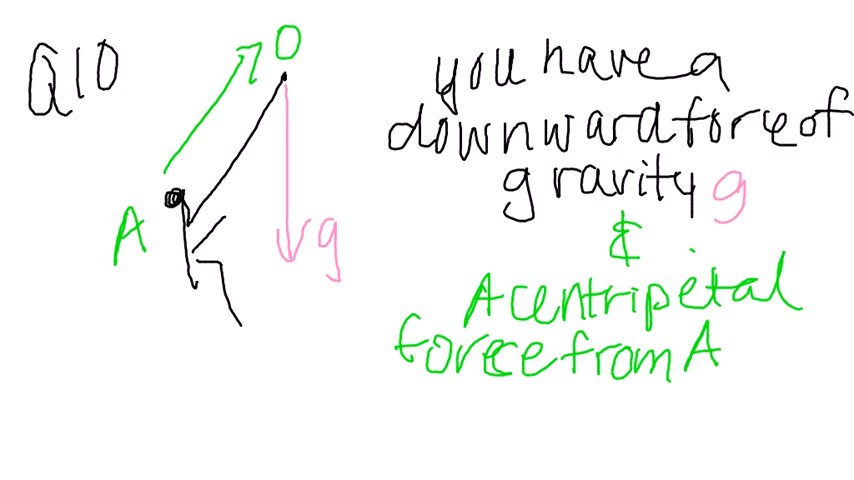 Q10
O
A
g
you have a
downward force of
gravity g
&
A centripetal
force from A